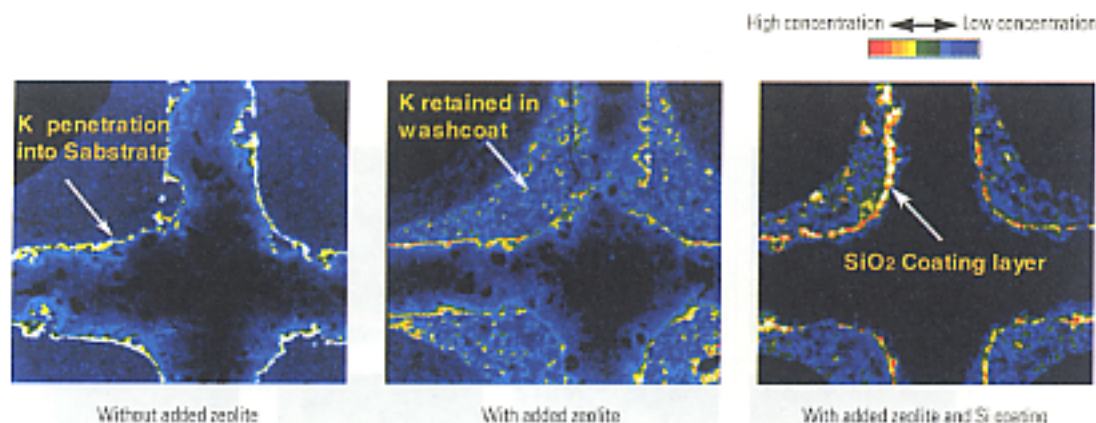 High concentration Low concentration
K penetration
into Sabstrate
K retained in
washcoat
SiO2 Coating layer
Without added zeolite
With added zeolite
With added zeolite and Si coating